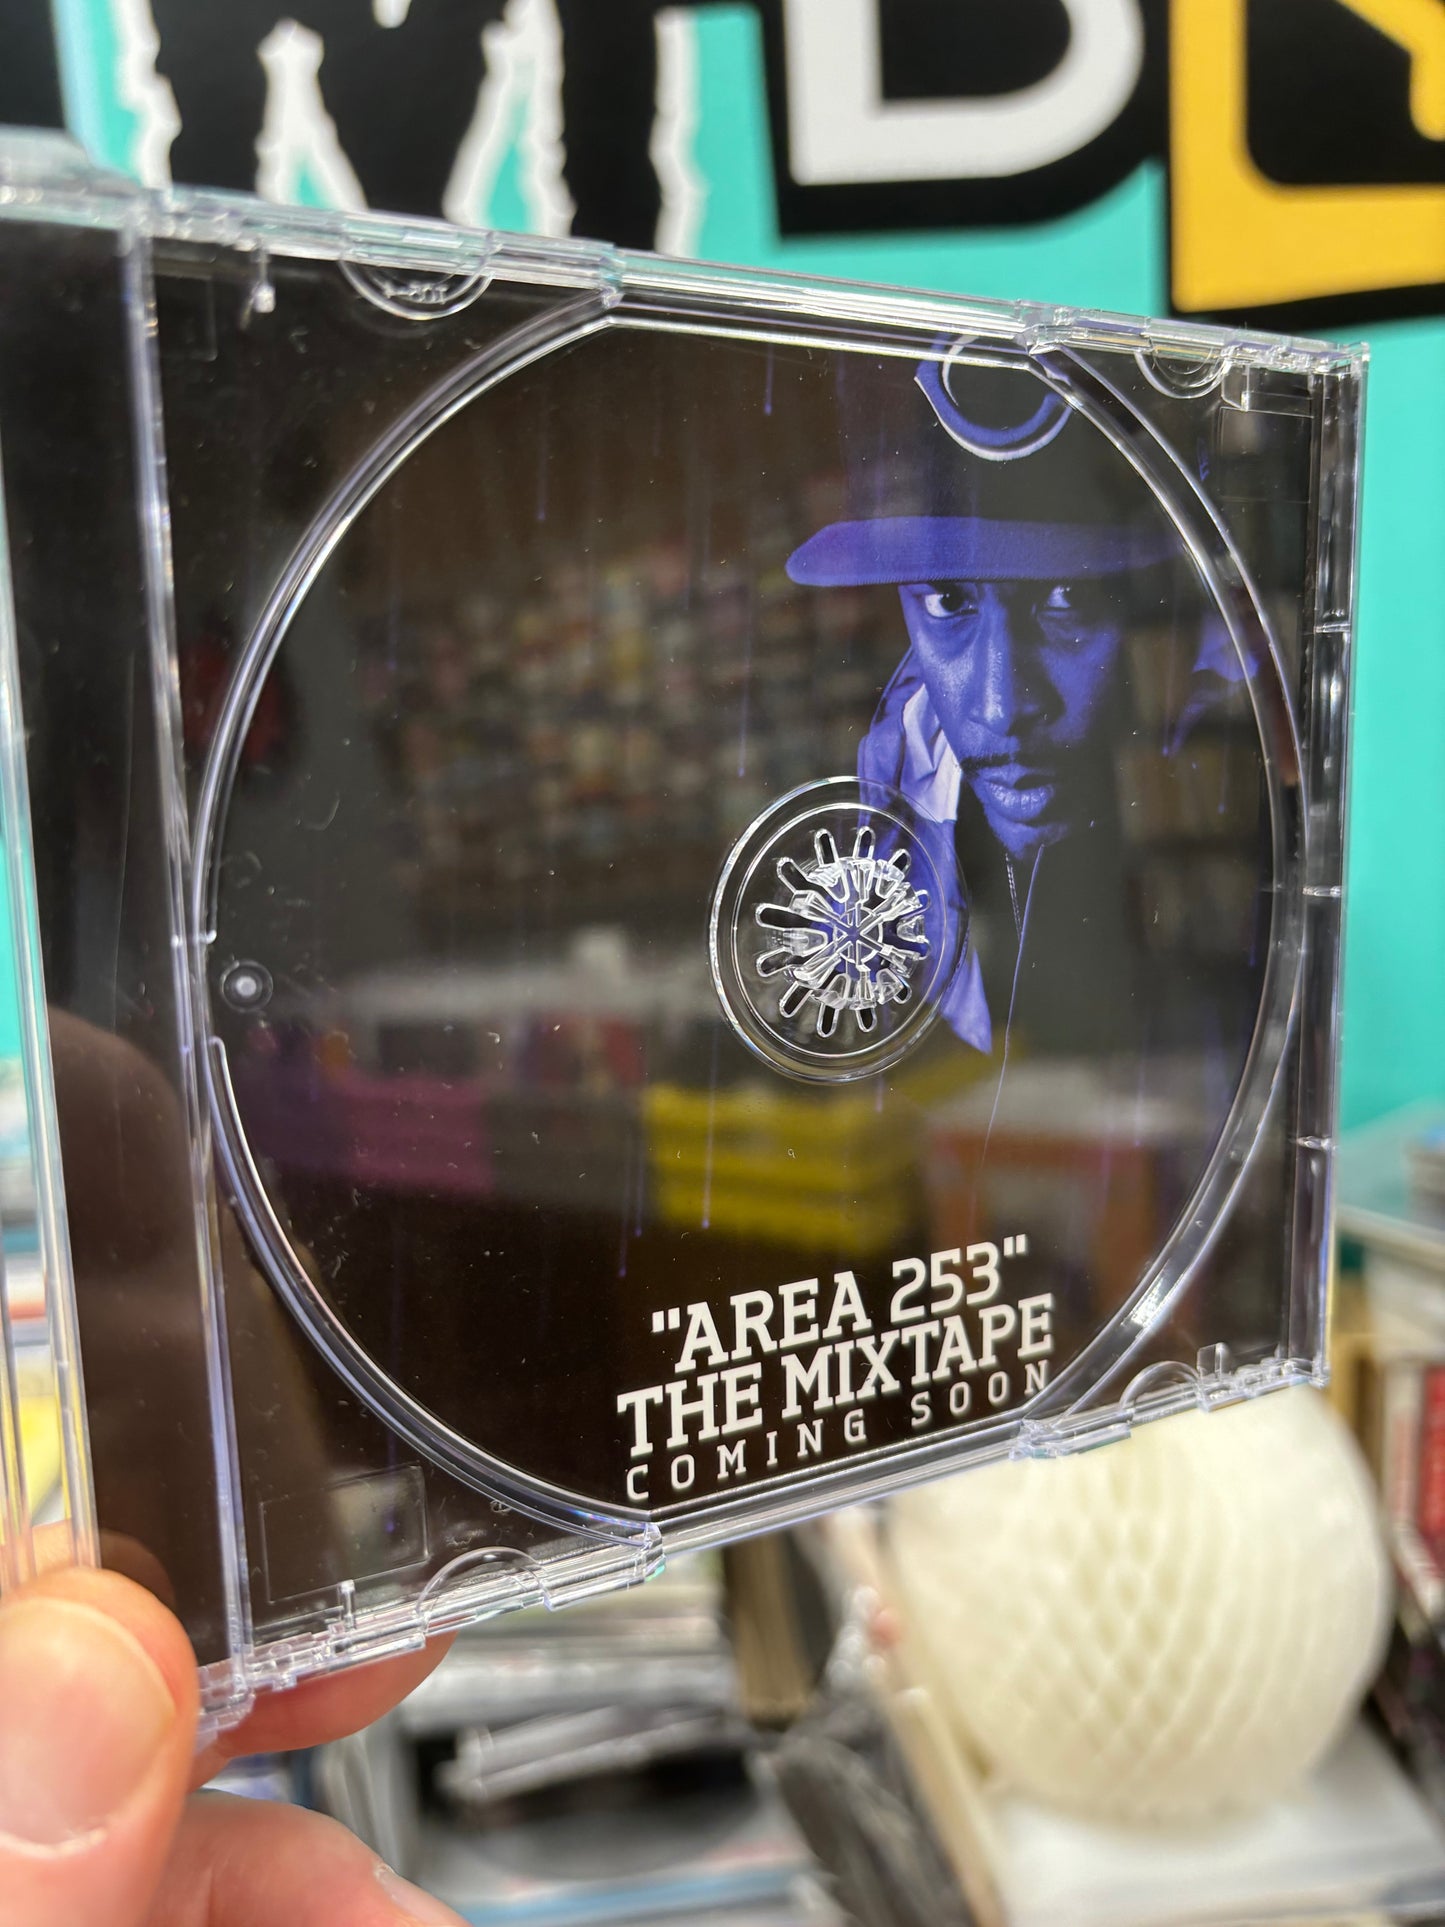 "AREA 253"
THE MIXTAPE
COMING SOON